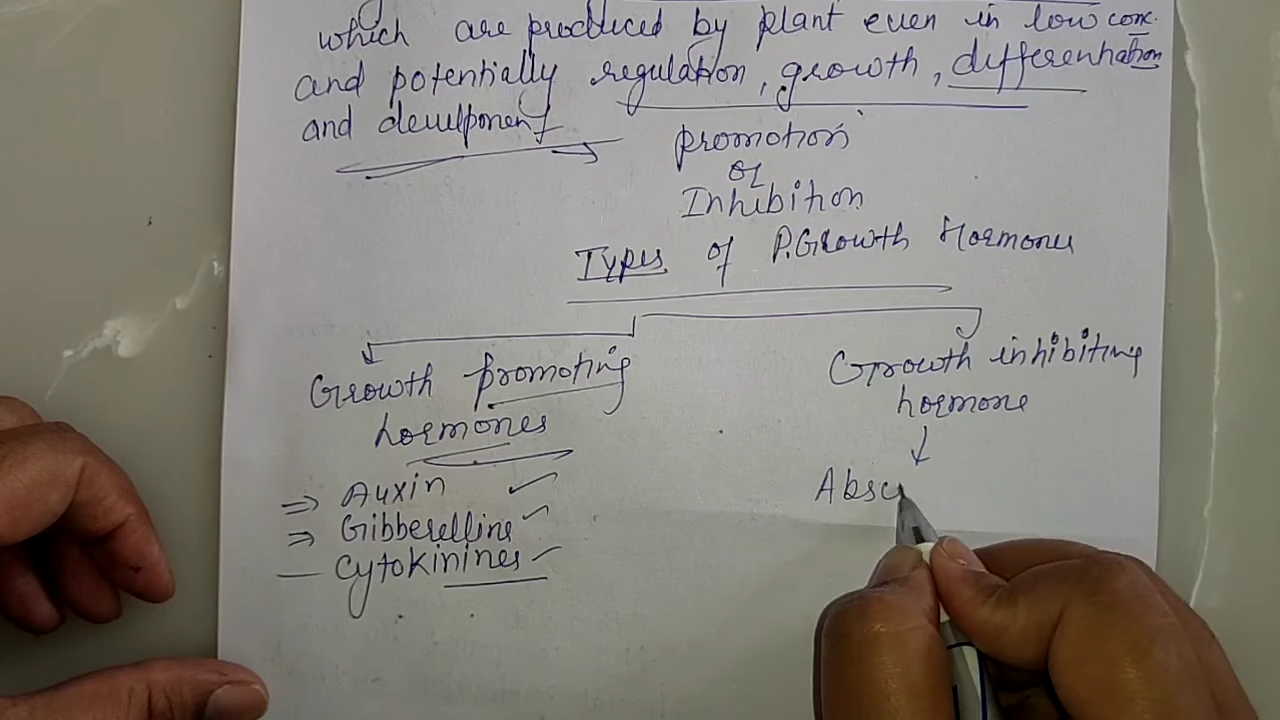 which are produced by plant even in low conc.
and potentially regulation, growth, differentiation
and development
promotion
or
Inhibition
Types of P.Growth Hormones
Growth promoting
hormones
Growth inhibiting
hormone
⇒ Auxin ✓
⇒ Gibberelline ✓
— Cytokinines ✓
Absc